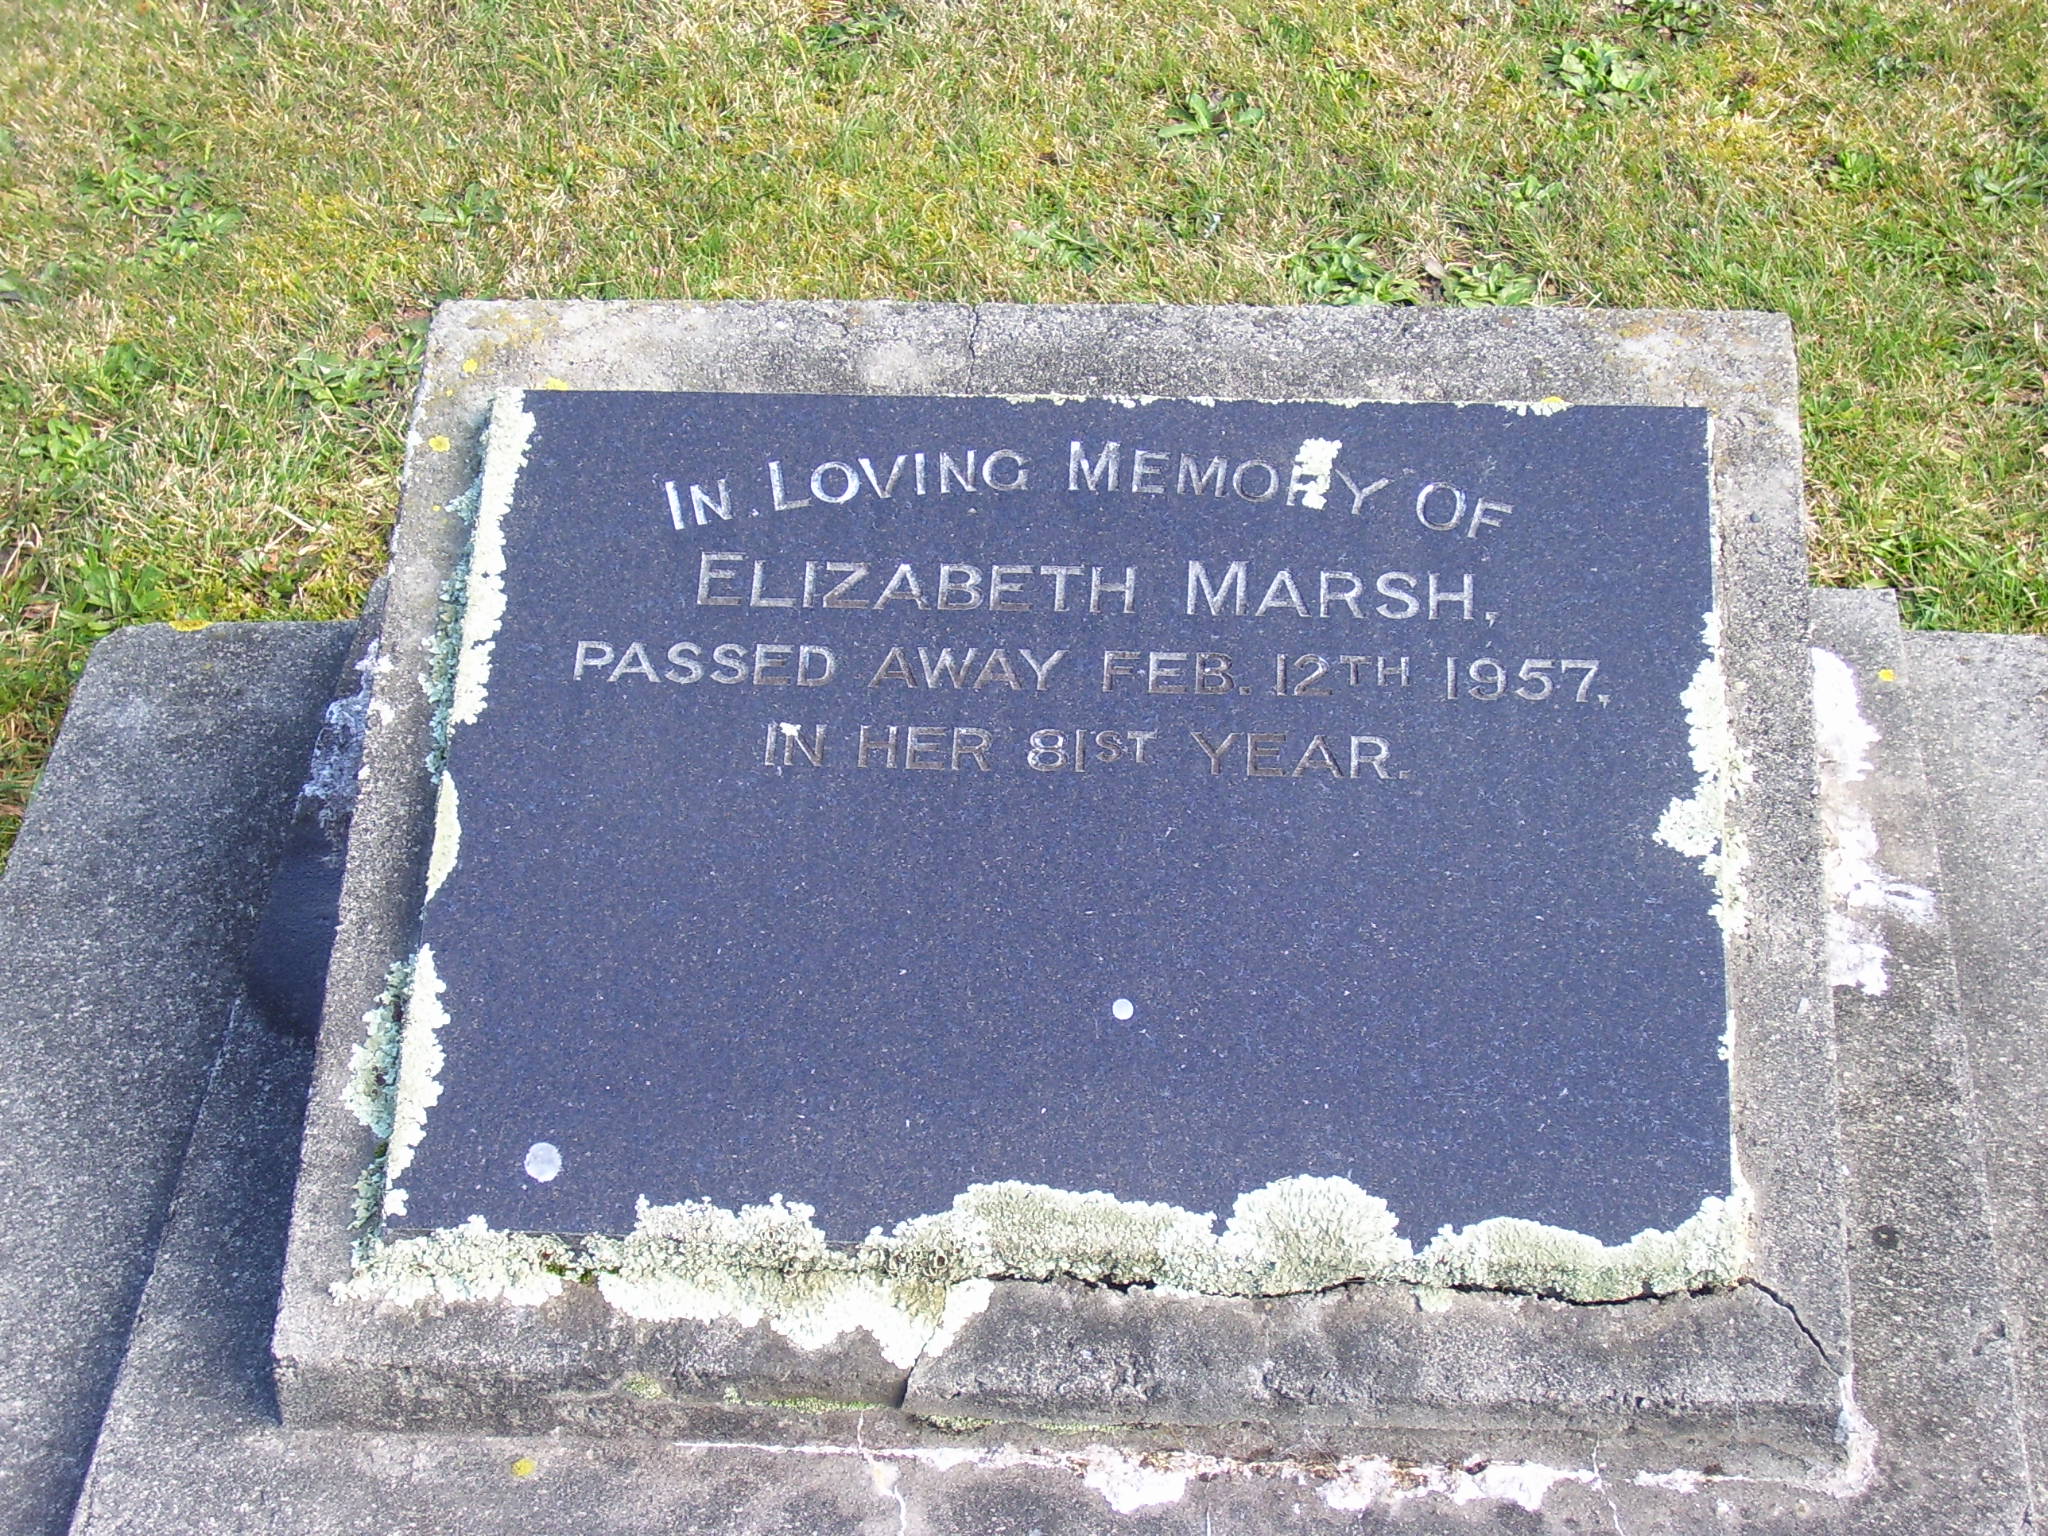 IN LOVING MEMORY OF
ELIZABETH MARSH,
PASSED AWAY FEB. 12TH 1957,
IN HER 81ST YEAR.